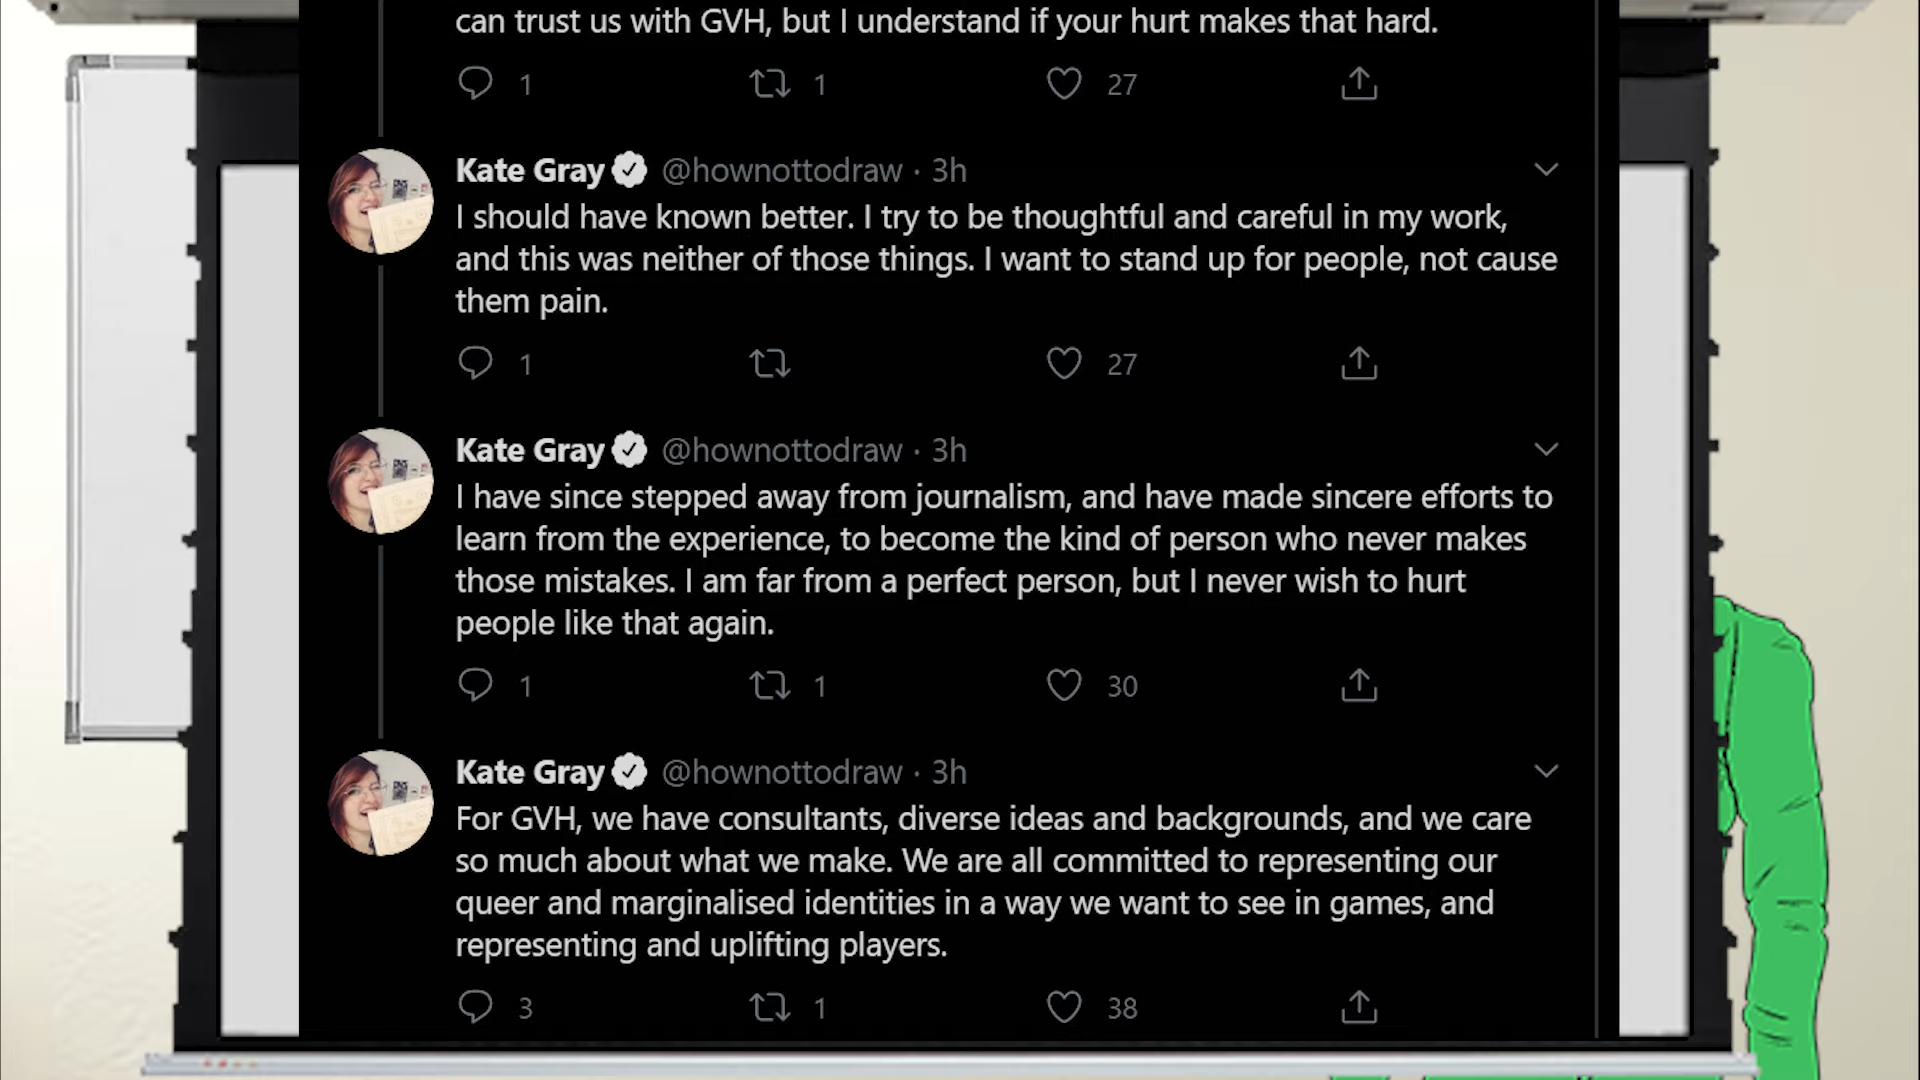 can trust us with GVH, but I understand if your hurt makes that hard.
1 1 27
Kate Gray @hownottodraw · 3h
I should have known better. I try to be thoughtful and careful in my work,
and this was neither of those things. I want to stand up for people, not cause
them pain.
1 27
Kate Gray @hownottodraw · 3h
I have since stepped away from journalism, and have made sincere efforts to
learn from the experience, to become the kind of person who never makes
those mistakes. I am far from a perfect person, but I never wish to hurt
people like that again.
1 1 30
Kate Gray @hownottodraw · 3h
For GVH, we have consultants, diverse ideas and backgrounds, and we care
so much about what we make. We are all committed to representing our
queer and marginalised identities in a way we want to see in games, and
representing and uplifting players.
3 1 38